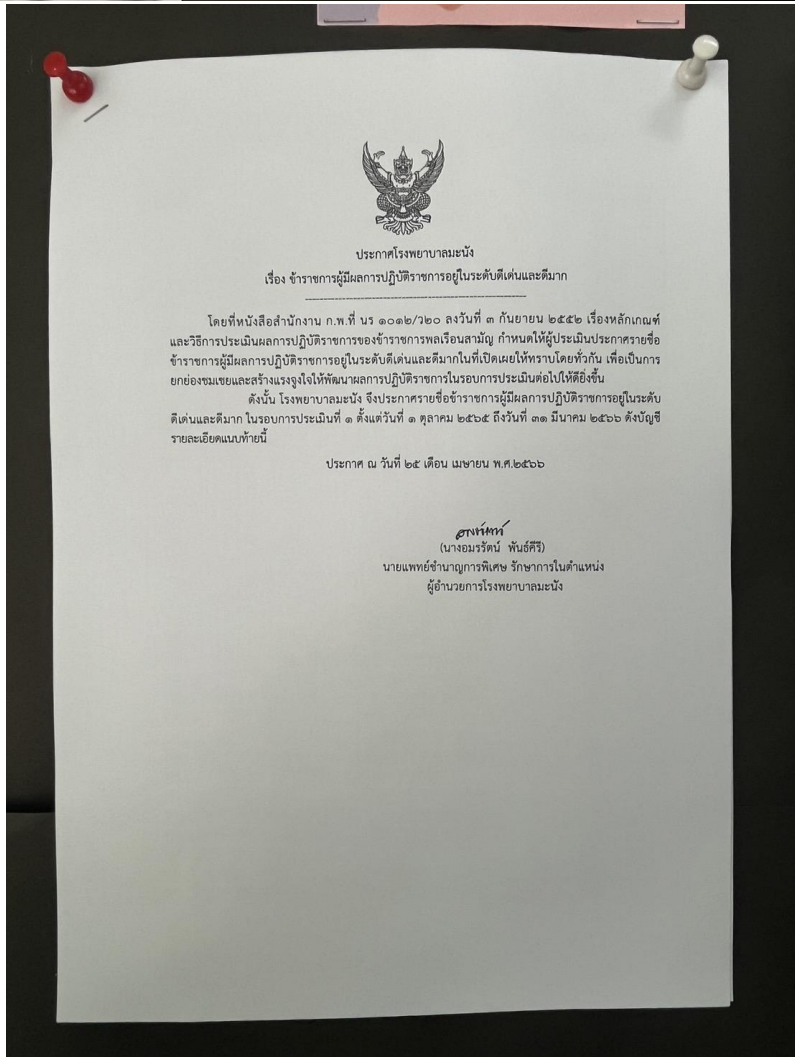 ประกาศโรงพยาบาลมะนัง
เรื่อง ข้าราชการผู้มีผลการปฏิบัติราชการอยู่ในระดับดีเด่นและดีมาก
โดยที่หนังสือสำนักงาน ก.พ.ที่ นร ๑๐๑๒/ว๒๐ ลงวันที่ ๓ กันยายน ๒๕๕๒ เรื่องหลักเกณฑ์
และวิธีการประเมินผลการปฏิบัติราชการของข้าราชการพลเรือนสามัญ กำหนดให้ผู้ประเมินประกาศรายชื่อ
ข้าราชการผู้มีผลการปฏิบัติราชการอยู่ในระดับดีเด่นและดีมากในที่เปิดเผยให้ทราบโดยทั่วกัน เพื่อเป็นการ
ยกย่องชมเชยและสร้างแรงจูงใจให้พัฒนาผลการปฏิบัติราชการในรอบการประเมินต่อไปให้ดียิ่งขึ้น
ดังนั้น โรงพยาบาลมะนัง จึงประกาศรายชื่อข้าราชการผู้มีผลการปฏิบัติราชการอยู่ในระดับ
ดีเด่นและดีมาก ในรอบการประเมินที่ ๑ ตั้งแต่วันที่ ๑ ตุลาคม ๒๕๖๕ ถึงวันที่ ๓๑ มีนาคม ๒๕๖๖ ดังบัญชี
รายละเอียดแนบท้ายนี้
ประกาศ ณ วันที่ ๒๕ เดือน เมษายน พ.ศ.๒๕๖๖
(นางอมรรัตน์ พันธ์คีรี)
นายแพทย์ชำนาญการพิเศษ รักษาการในตำแหน่ง
ผู้อำนวยการโรงพยาบาลมะนัง